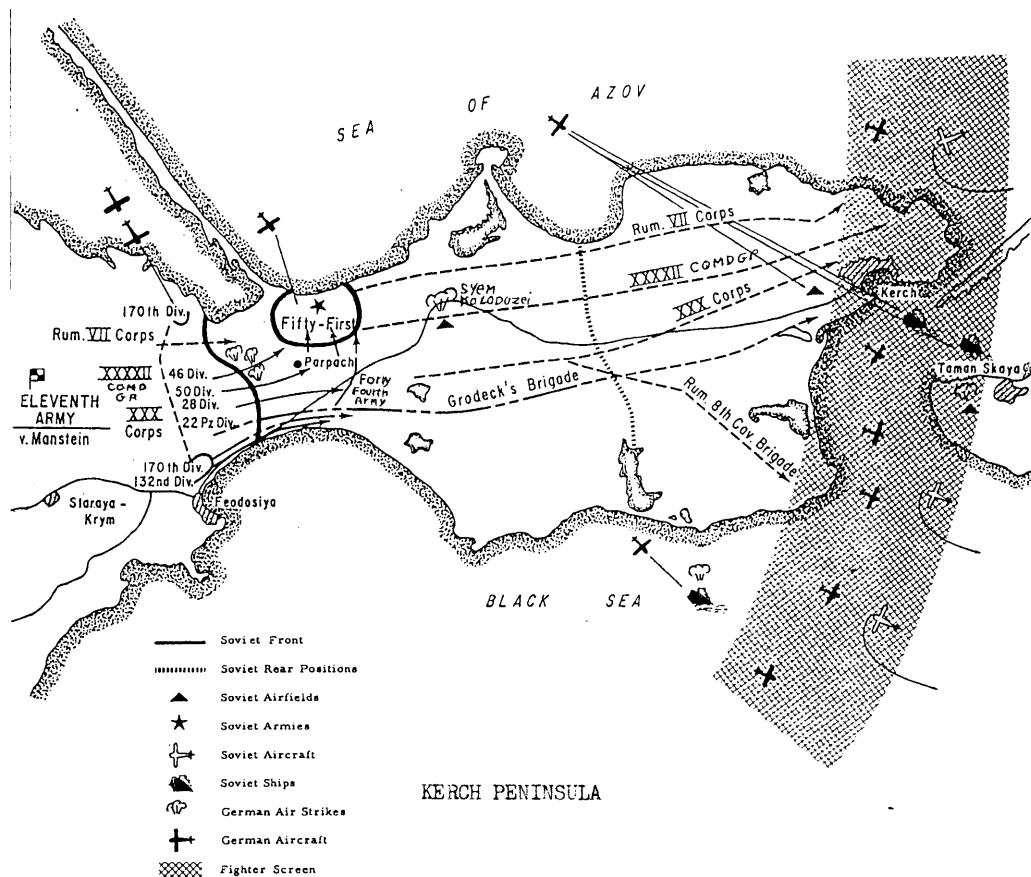 SEA OF AZOV
Rum. VII Corps
XXXXII COMDGR
SYEM
KOLODUZEI
XXX Corps
Kerch
170th Div.
Fifty-First
Rum. VII Corps
Parpach
XXXXII
COMD
GR
46 Div.
50 Div.
28 Div.
22 Pz Div.
Forty
Fourth
Army
Taman Skaya
ELEVENTH
ARMY
v. Manstein
XXX
Corps
Grodeck's Brigade
Rum. 8th Cav. Brigade
170th Div.
132nd Div.
Staraya -
Krym
Feodosiya
BLACK SEA
Soviet Front
Soviet Rear Positions
Soviet Airfields
Soviet Armies
Soviet Aircraft
Soviet Ships
German Air Strikes
German Aircraft
Fighter Screen
KERCH PENINSULA